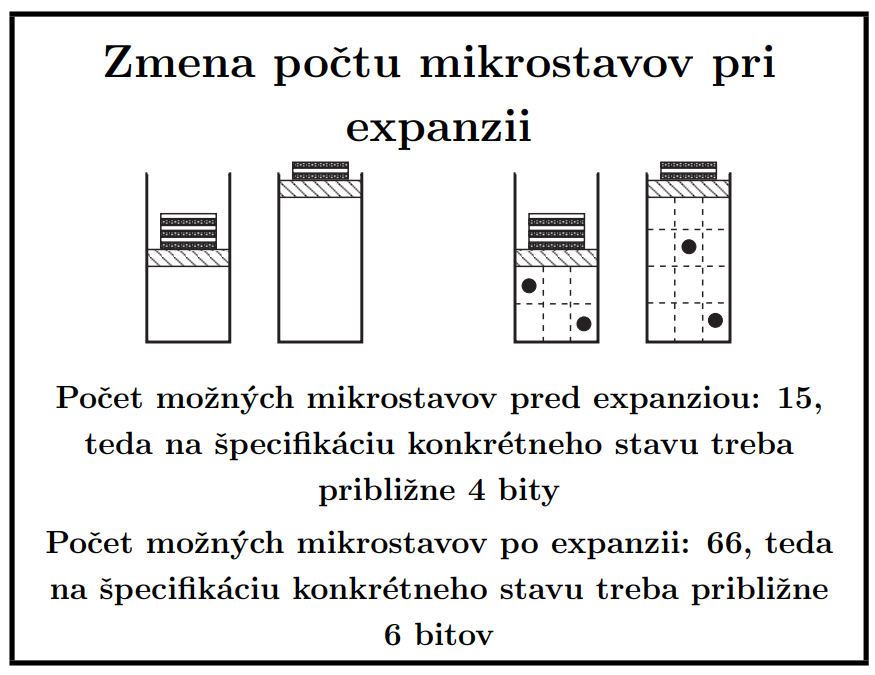 Zmena počtu mikrostavov pri
expanzii
Počet možných mikrostavov pred expanziou: 15,
teda na špecifikáciu konkrétneho stavu treba
približne 4 bity
Počet možných mikrostavov po expanzii: 66, teda
na špecifikáciu konkrétneho stavu treba približne
6 bitov